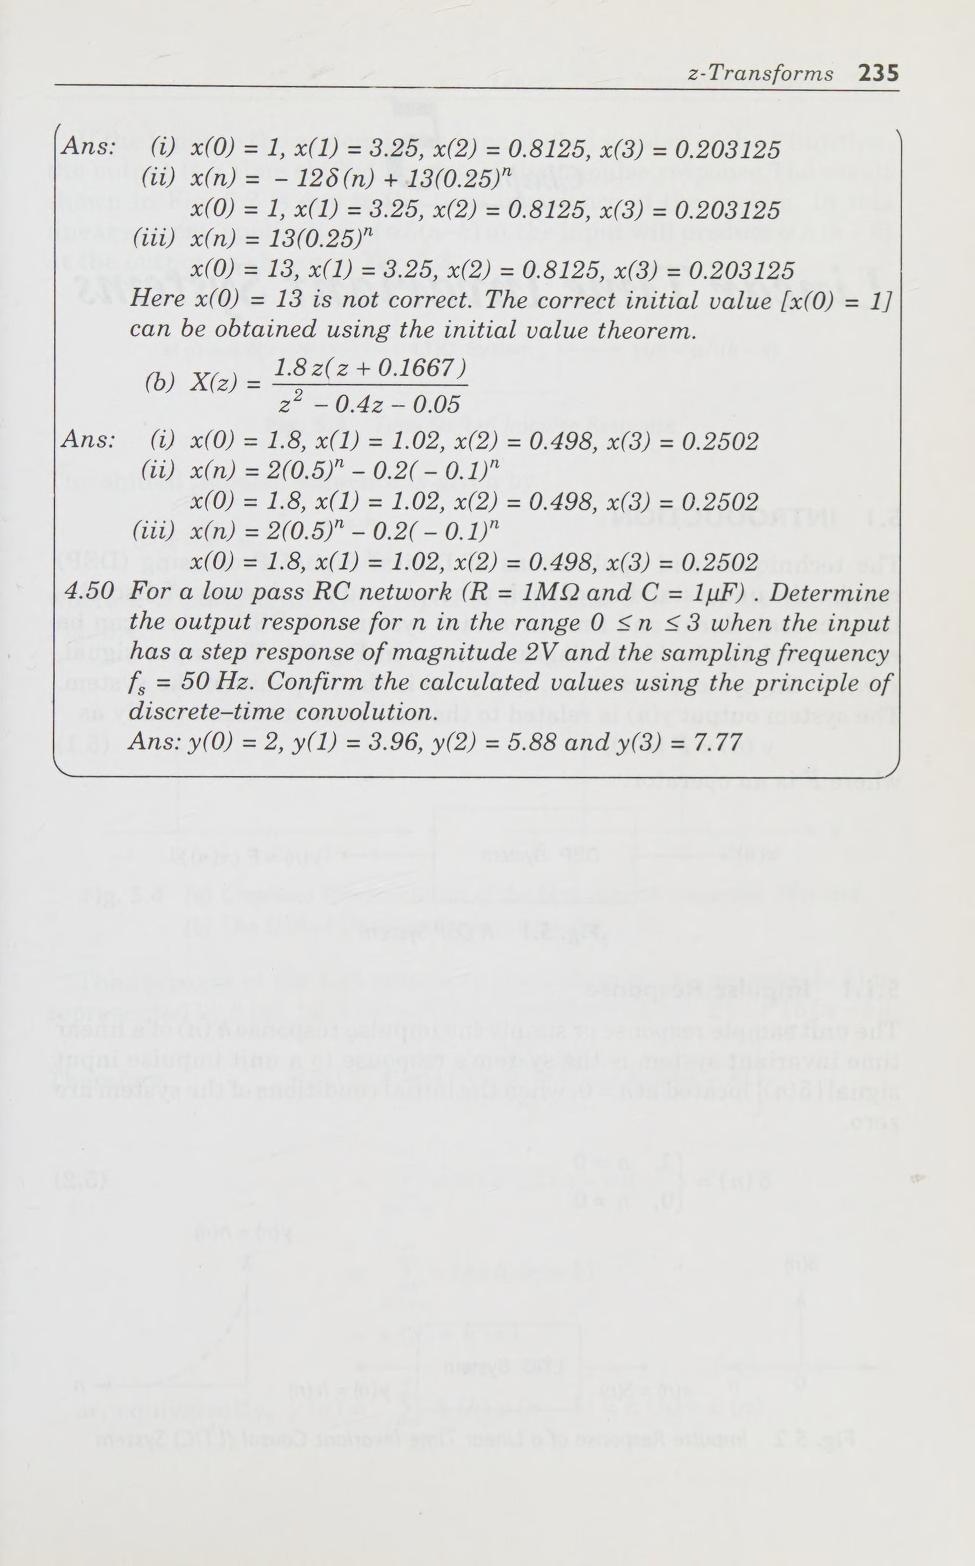 z-Transforms 235
Ans: (i) x(0) = 1, x(1) = 3.25, x(2) = 0.8125, x(3) = 0.203125
(ii) x(n) = – 12δ(n) + 13(0.25)ⁿ
x(0) = 1, x(1) = 3.25, x(2) = 0.8125, x(3) = 0.203125
(iii) x(n) = 13(0.25)ⁿ
x(0) = 13, x(1) = 3.25, x(2) = 0.8125, x(3) = 0.203125
Here x(0) = 13 is not correct. The correct initial value [x(0) = 1]
can be obtained using the initial value theorem.
(b) X(z) = 1.8 z(z + 0.1667) / z² – 0.4z – 0.05
Ans: (i) x(0) = 1.8, x(1) = 1.02, x(2) = 0.498, x(3) = 0.2502
(ii) x(n) = 2(0.5)ⁿ – 0.2( – 0.1)ⁿ
x(0) = 1.8, x(1) = 1.02, x(2) = 0.498, x(3) = 0.2502
(iii) x(n) = 2(0.5)ⁿ – 0.2( – 0.1)ⁿ
x(0) = 1.8, x(1) = 1.02, x(2) = 0.498, x(3) = 0.2502
4.50 For a low pass RC network (R = 1MΩ and C = 1μF) . Determine
the output response for n in the range 0 ≤ n ≤ 3 when the input
has a step response of magnitude 2V and the sampling frequency
fₛ = 50 Hz. Confirm the calculated values using the principle of
discrete–time convolution.
Ans: y(0) = 2, y(1) = 3.96, y(2) = 5.88 and y(3) = 7.77